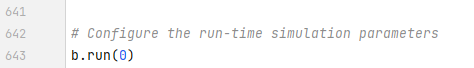 641
642 # Configure the run-time simulation parameters
643 b.run(0)